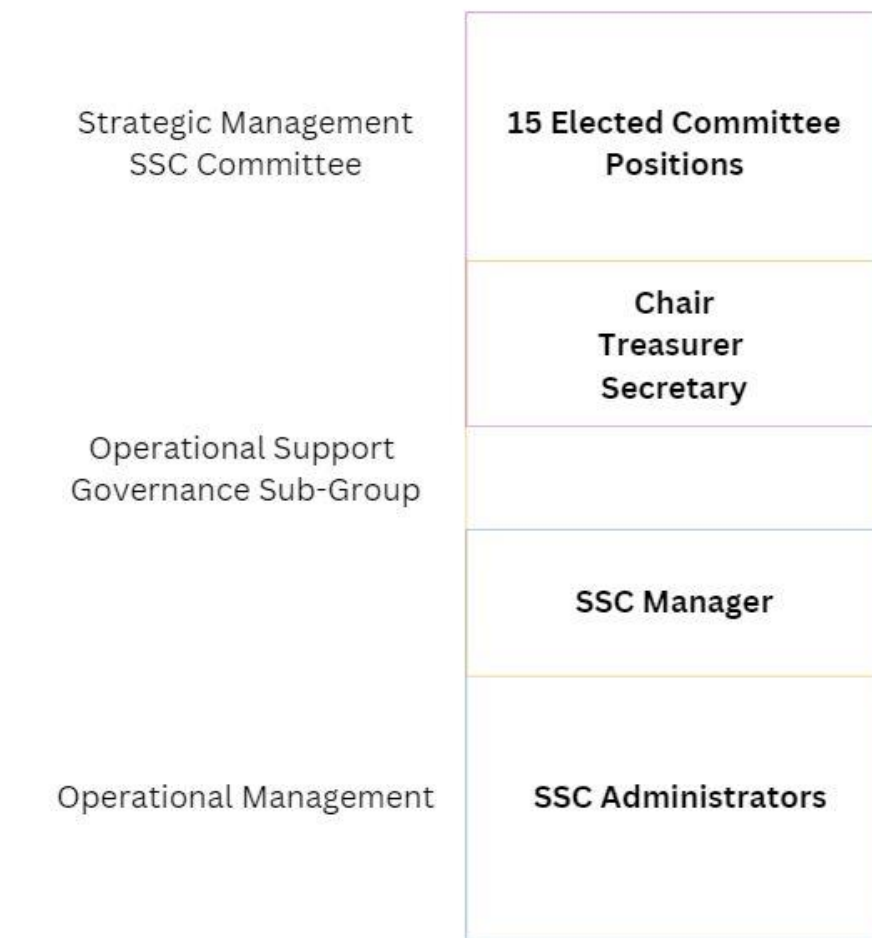 Strategic Management
SSC Committee
15 Elected Committee
Positions
Chair
Treasurer
Secretary
Operational Support
Governance Sub-Group
SSC Manager
Operational Management
SSC Administrators